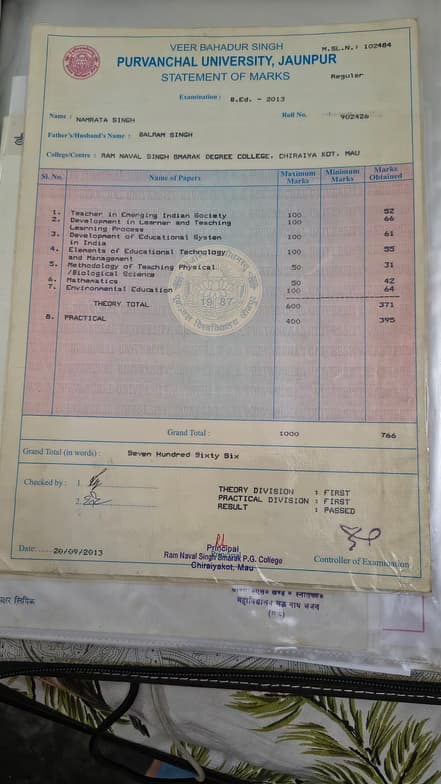 VEER BAHADUR SINGH
M.SL.N.: 102484
PURVANCHAL UNIVERSITY, JAUNPUR
STATEMENT OF MARKS
Regular
Examination : B.Ed. - 2013
Name : NAMRATA SINGH Roll No. 902426
Father's/Husband's Name : BALRAM SINGH
College/Centre : RAM NAVAL SINGH SMARAK DEGREE COLLEGE, CHIRAIYA KOT, MAU
Sl. No. Name of Papers Maximum Marks Minimum Marks Marks Obtained
1. Teacher in Emerging Indian Society 100 52
2. Development in Learner and Teaching 100 66
Learning Process
3. Development of Educational System 100 61
in India
4. Elements of Educational Technology 100 55
and Management
5. Methodology of Teaching Physical 50 31
/Biological Science
6. Mathematics 50 42
7. Environmental Education 100 64
THEORY TOTAL 600 371
8. PRACTICAL 400 395
1987
Grand Total : 1000 766
Grand Total (in words) : Seven Hundred Sixty Six
Checked by : 1.
2.
THEORY DIVISION : FIRST
PRACTICAL DIVISION : FIRST
RESULT : PASSED
Date: 20/09/2013
Principal
Ram Naval Singh Smarak P.G. College
Chiraiyakot, Mau
Controller of Examination